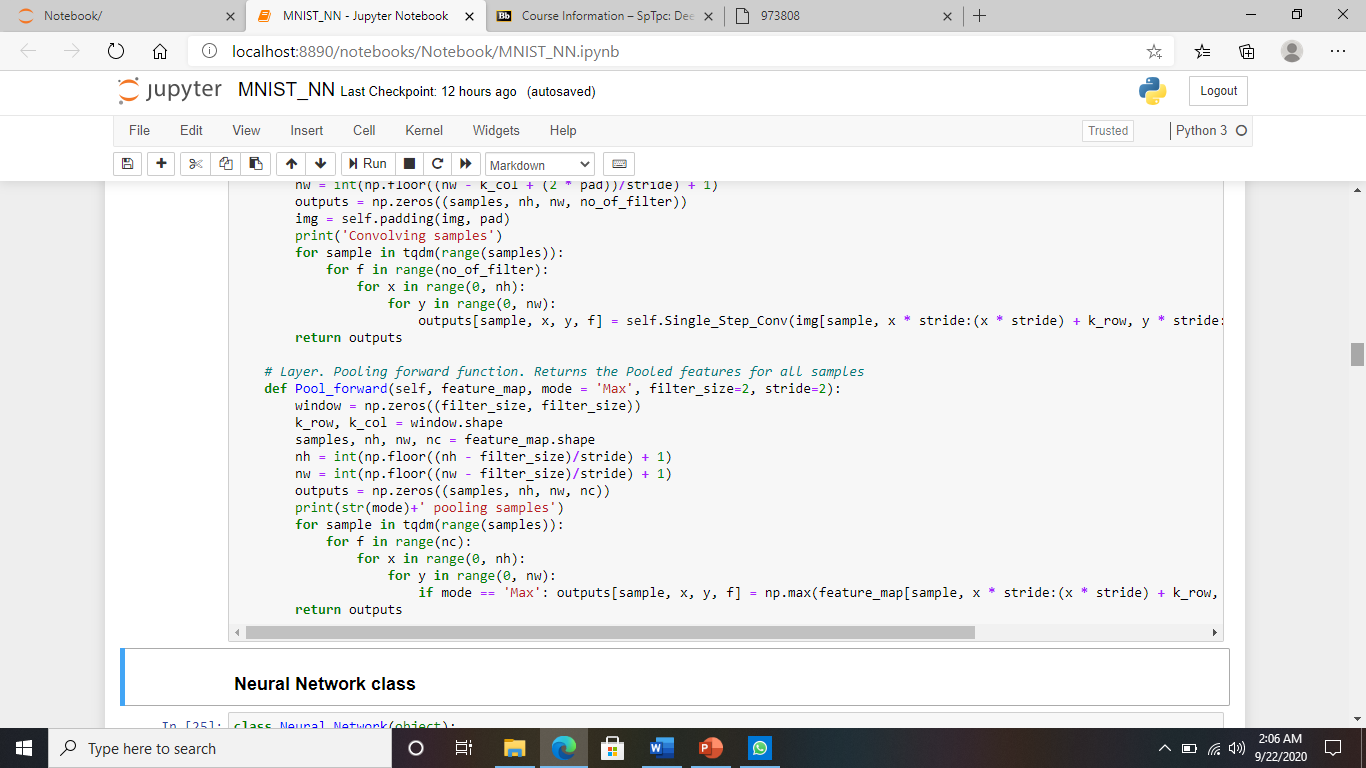 Notebook/
MNIST_NN - Jupyter Notebook
Bb Course Information – SpTpc: Dee
973808
localhost:8890/notebooks/Notebook/MNIST_NN.ipynb
jupyter MNIST_NN Last Checkpoint: 12 hours ago (autosaved)
Logout
File Edit View Insert Cell Kernel Widgets Help
Trusted
Python 3
Run
Markdown
nw = int(np.floor((nw - k_col + (2 * pad))/stride) + 1)
outputs = np.zeros((samples, nh, nw, no_of_filter))
img = self.padding(img, pad)
print('Convolving samples')
for sample in tqdm(range(samples)):
for f in range(no_of_filter):
for x in range(0, nh):
for y in range(0, nw):
outputs[sample, x, y, f] = self.Single_Step_Conv(img[sample, x * stride:(x * stride) + k_row, y * stride:
return outputs
# Layer. Pooling forward function. Returns the Pooled features for all samples
def Pool_forward(self, feature_map, mode = 'Max', filter_size=2, stride=2):
window = np.zeros((filter_size, filter_size))
k_row, k_col = window.shape
samples, nh, nw, nc = feature_map.shape
nh = int(np.floor((nh - filter_size)/stride) + 1)
nw = int(np.floor((nw - filter_size)/stride) + 1)
outputs = np.zeros((samples, nh, nw, nc))
print(str(mode)+' pooling samples')
for sample in tqdm(range(samples)):
for f in range(nc):
for x in range(0, nh):
for y in range(0, nw):
if mode == 'Max': outputs[sample, x, y, f] = np.max(feature_map[sample, x * stride:(x * stride) + k_row,
return outputs
Neural Network class
In [25]: class Neural_Network(object):
Type here to search
2:06 AM
9/22/2020